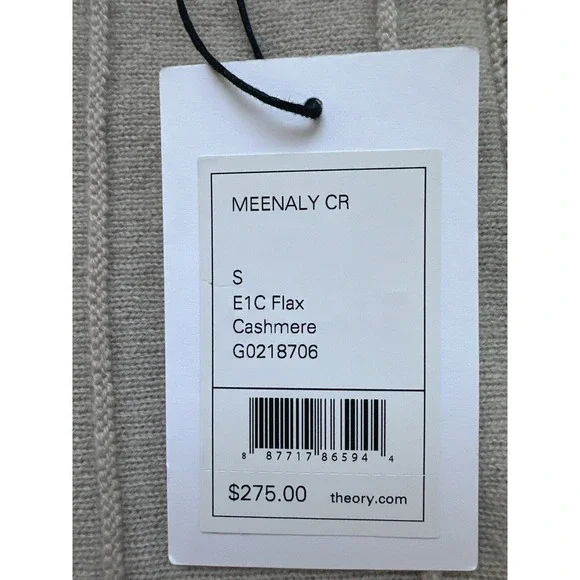 MEENALY CR
S
E1C Flax
Cashmere
G0218706
8 87717 86594 4
$275.00 theory.com